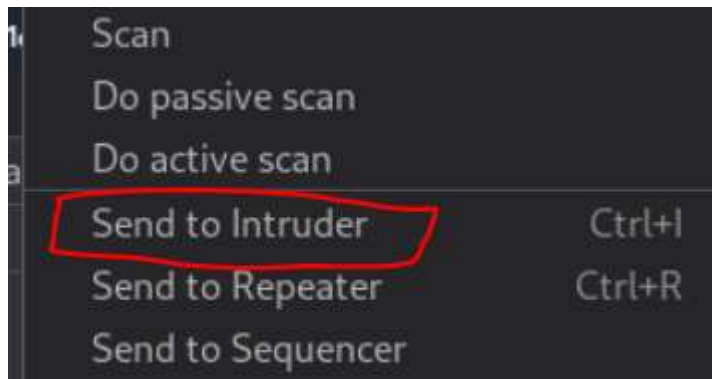 Scan
Do passive scan
Do active scan
Send to Intruder Ctrl+I
Send to Repeater Ctrl+R
Send to Sequencer